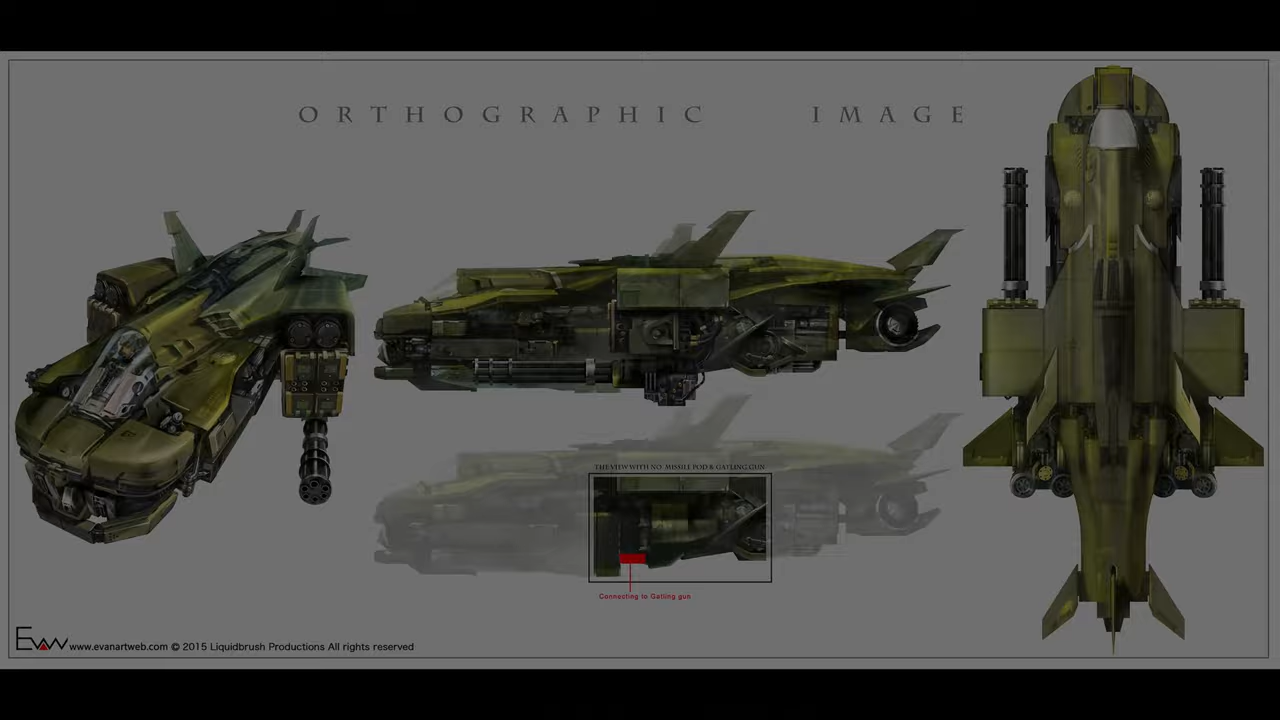 ORTHOGRAPHIC IMAGE
THE VIEW WITH NO MISSILE POD & GATLING GUN
Connecting to Gatling gun
Evan www.evanartweb.com © 2015 Liquidbrush Productions All rights reserved